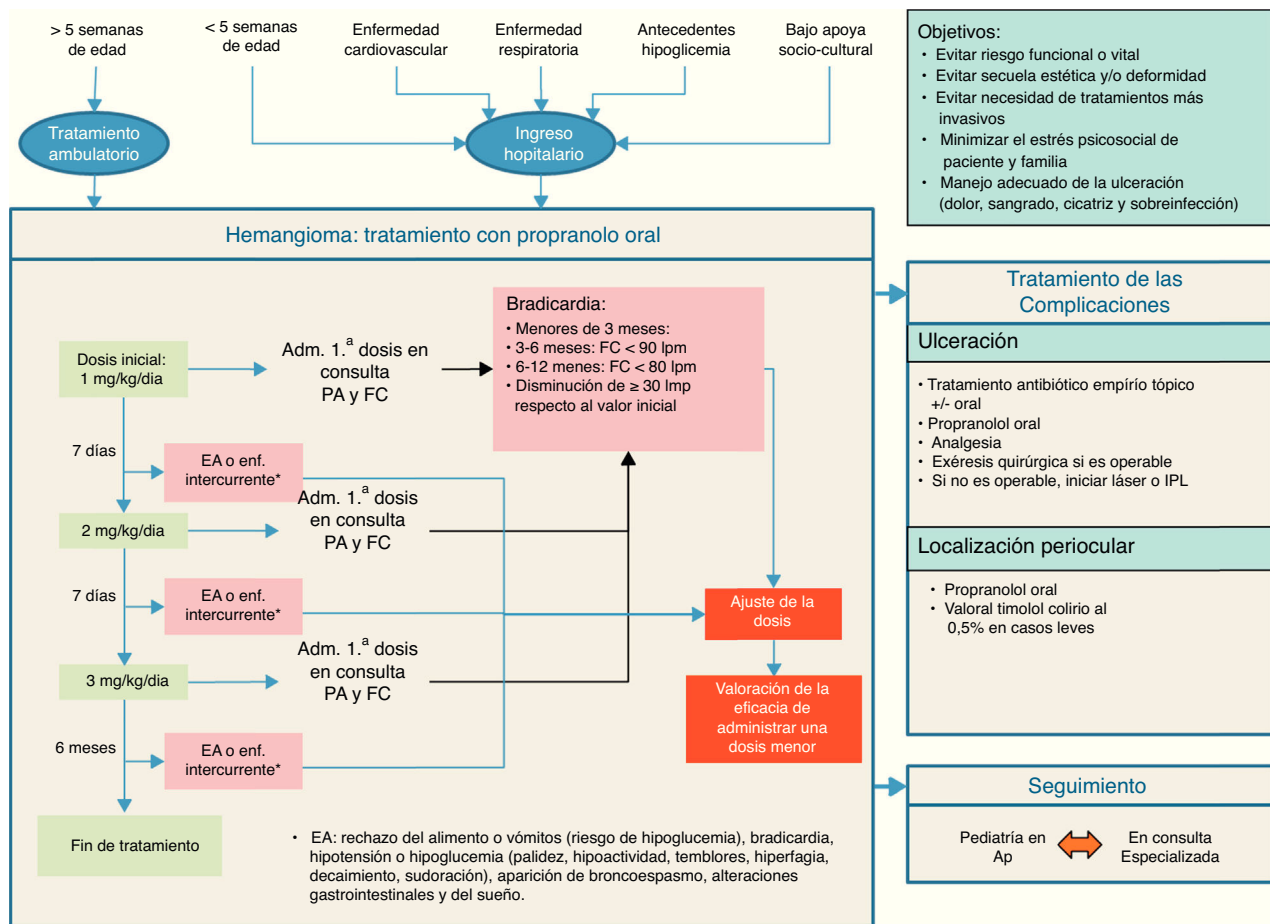 > 5 semanas
de edad
< 5 semanas
de edad
Enfermedad
cardiovascular
Enfermedad
respiratoria
Antecedentes
hipoglicemia
Bajo apoya
socio-cultural
Tratamiento
ambulatorio
Ingreso
hopitalario
Objetivos:
• Evitar riesgo funcional o vital
• Evitar secuela estética y/o deformidad
• Evitar necesidad de tratamientos más
invasivos
• Minimizar el estrés psicosocial de
paciente y familia
• Manejo adecuado de la ulceración
(dolor, sangrado, cicatriz y sobreinfección)
Hemangioma: tratamiento con propranolo oral
Dosis inicial:
1 mg/kg/dia
Adm. 1.ª dosis en
consulta
PA y FC
Bradicardia:
• Menores de 3 meses:
• 3-6 meses: FC < 90 lpm
• 6-12 menes: FC < 80 lpm
• Disminución de ≥ 30 lmp
respecto al valor inicial
7 días
EA o enf.
intercurrente*
2 mg/kg/dia
Adm. 1.ª dosis
en consulta
PA y FC
7 días
EA o enf.
intercurrente*
3 mg/kg/dia
Adm. 1.ª dosis
en consulta
PA y FC
6 meses
EA o enf.
intercurrente*
Fin de tratamiento
Ajuste de la
dosis
Valoración de la
eficacia de
administrar una
dosis menor
• EA: rechazo del alimento o vómitos (riesgo de hipoglucemia), bradicardia,
hipotensión o hipoglucemia (palidez, hipoactividad, temblores, hiperfagia,
decaimiento, sudoración), aparición de broncoespasmo, alteraciones
gastrointestinales y del sueño.
Tratamiento de las
Complicaciones
Ulceración
• Tratamiento antibiótico empírío tópico
+/- oral
• Propranolol oral
• Analgesia
• Exéresis quirúrgica si es operable
• Si no es operable, iniciar láser o IPL
Localización periocular
• Propranolol oral
• Valoral timolol colirio al
0,5% en casos leves
Seguimiento
Pediatría en
Ap
En consulta
Especializada